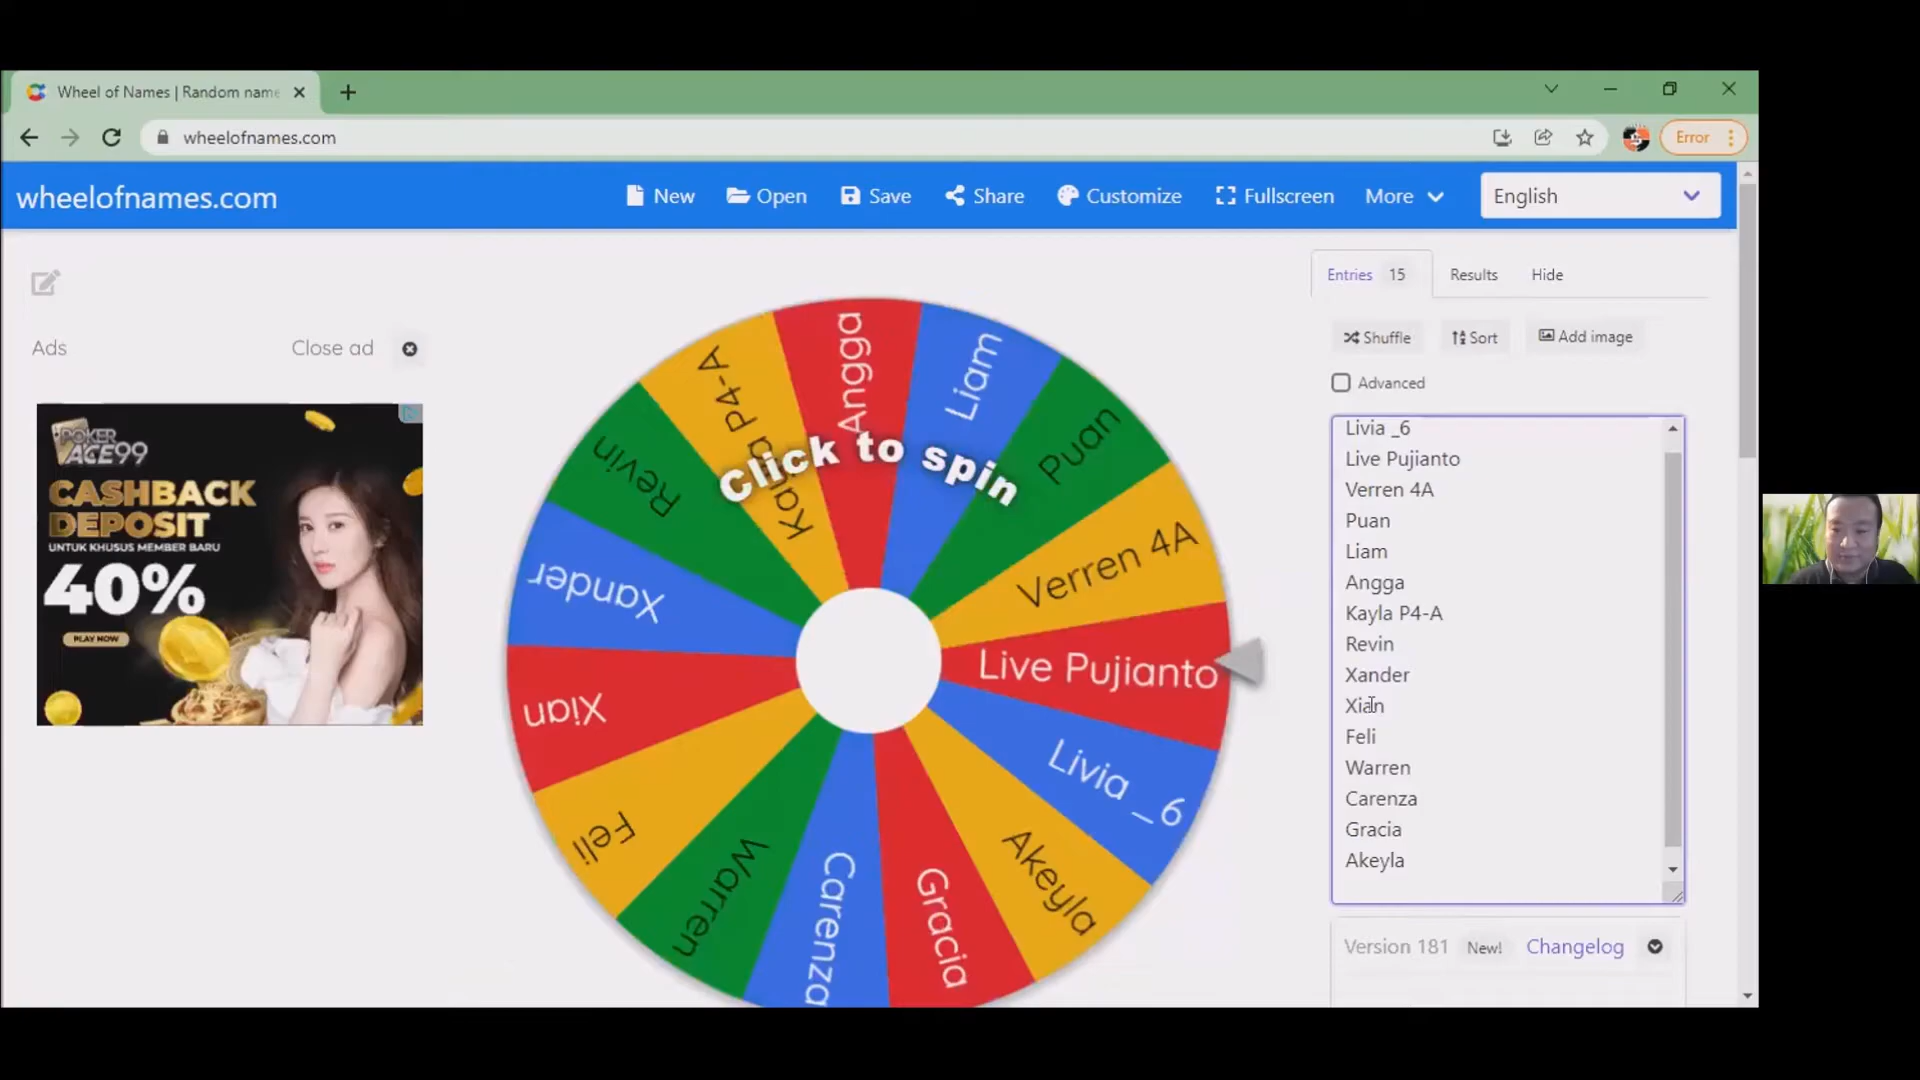 Wheel of Names | Random name
wheelofnames.com
Error
wheelofnames.com
New
Open
Save
Share
Customize
Fullscreen
More
English
Entries 15
Results
Hide
Ads
Close ad
Shuffle
Sort
Add image
Advanced
POKER
ACE99
CASHBACK
DEPOSIT
UNTUK KHUSUS MEMBER BARU
40%
PLAY NOW
Click to spin
Angga
Liam
Puan
Verren 4A
Live Pujianto
Livia _6
Akeyla
Gracia
Carenza
Warren
Feli
Xian
Xander
Revin
Kayla P4-A
Livia _6
Live Pujianto
Verren 4A
Puan
Liam
Angga
Kayla P4-A
Revin
Xander
Xian
Feli
Warren
Carenza
Gracia
Akeyla
Version 181
New!
Changelog